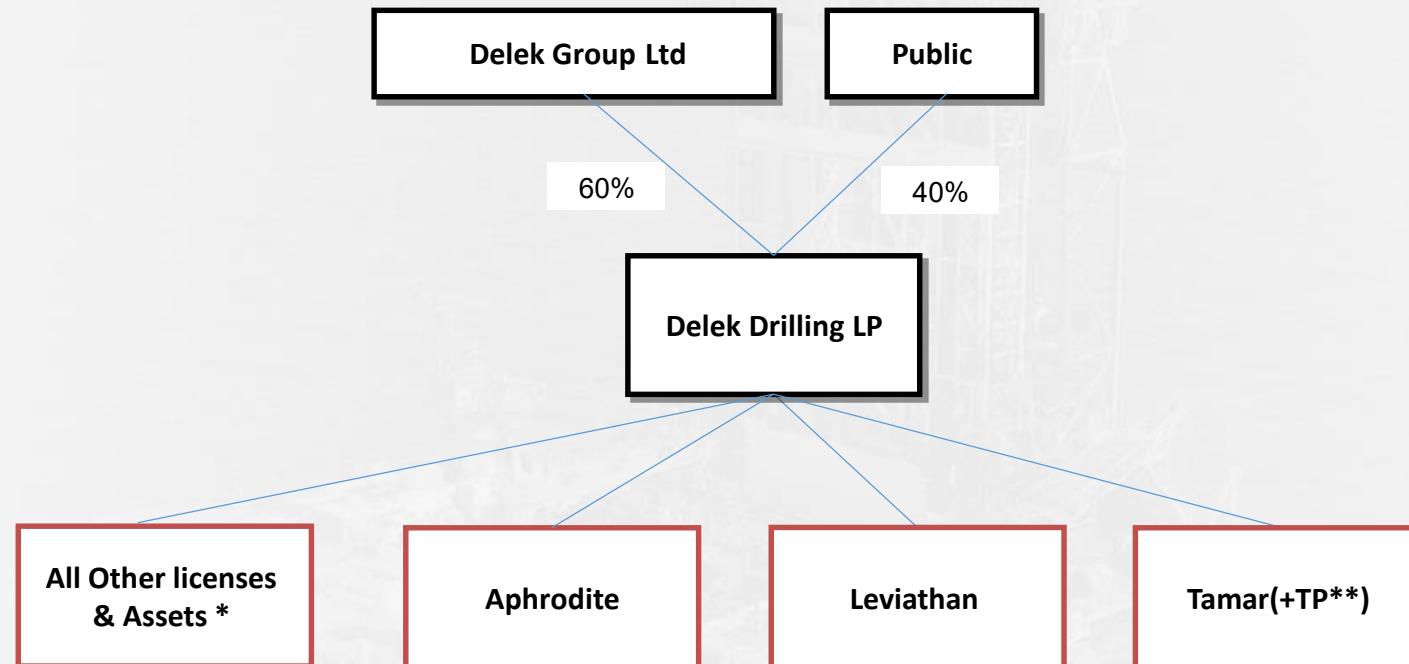 Delek Group Ltd
Public
60%
40%
Delek Drilling LP
All Other licenses
& Assets *
Aphrodite
Leviathan
Tamar(+TP**)